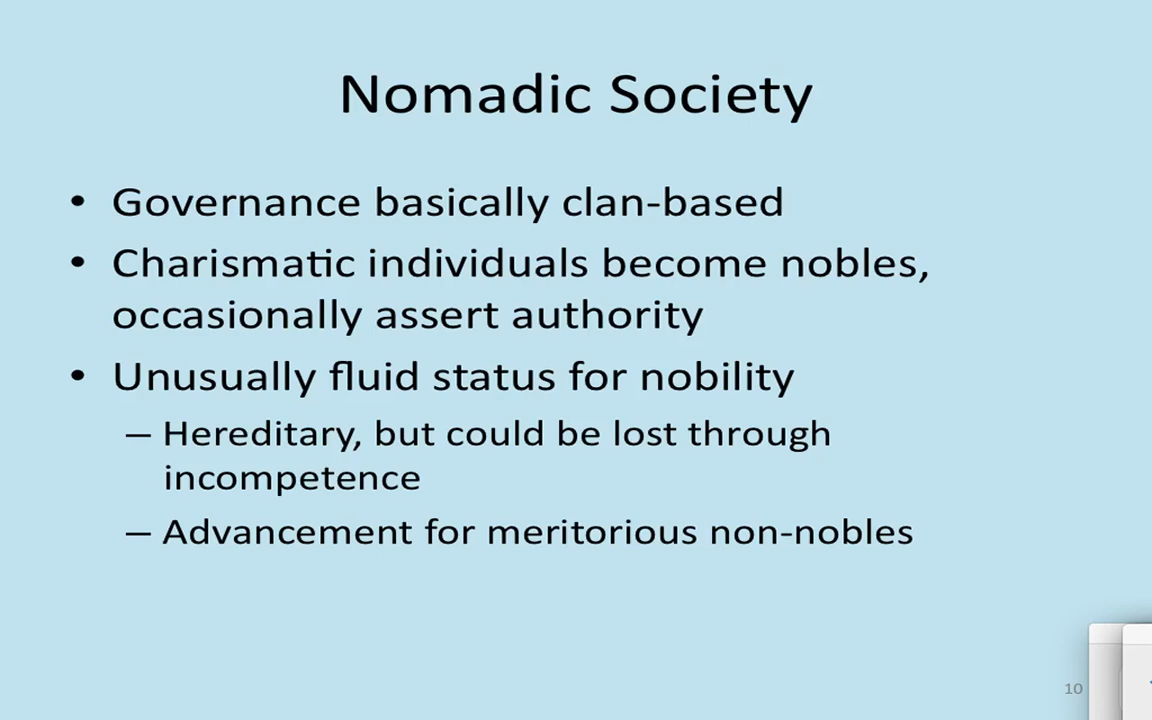 Nomadic Society
• Governance basically clan-based
• Charismatic individuals become nobles,
occasionally assert authority
• Unusually fluid status for nobility
– Hereditary, but could be lost through
incompetence
– Advancement for meritorious non-nobles
10